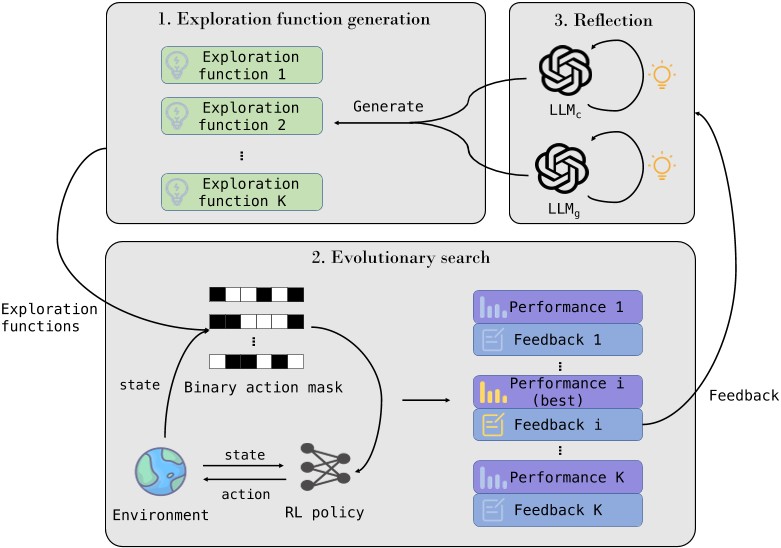 1. Exploration function generation
Exploration
function 1
Exploration
function 2
⋮
Exploration
function K
Generate
3. Reflection
LLMc
LLMg
Exploration
functions
2. Evolutionary search
⋮
Binary action mask
state
state
action
Environment
RL policy
Performance 1
Feedback 1
⋮
Performance i
(best)
Feedback i
⋮
Performance K
Feedback K
Feedback